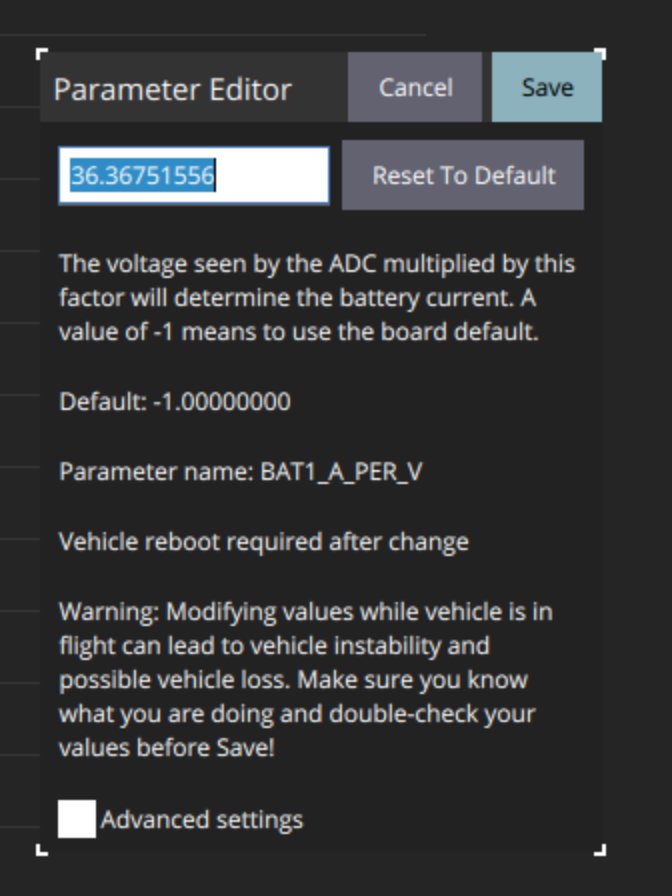 Parameter Editor
Cancel
Save
36.36751556
Reset To Default
The voltage seen by the ADC multiplied by this
factor will determine the battery current. A
value of -1 means to use the board default.
Default: -1.00000000
Parameter name: BAT1_A_PER_V
Vehicle reboot required after change
Warning: Modifying values while vehicle is in
flight can lead to vehicle instability and
possible vehicle loss. Make sure you know
what you are doing and double-check your
values before Save!
Advanced settings